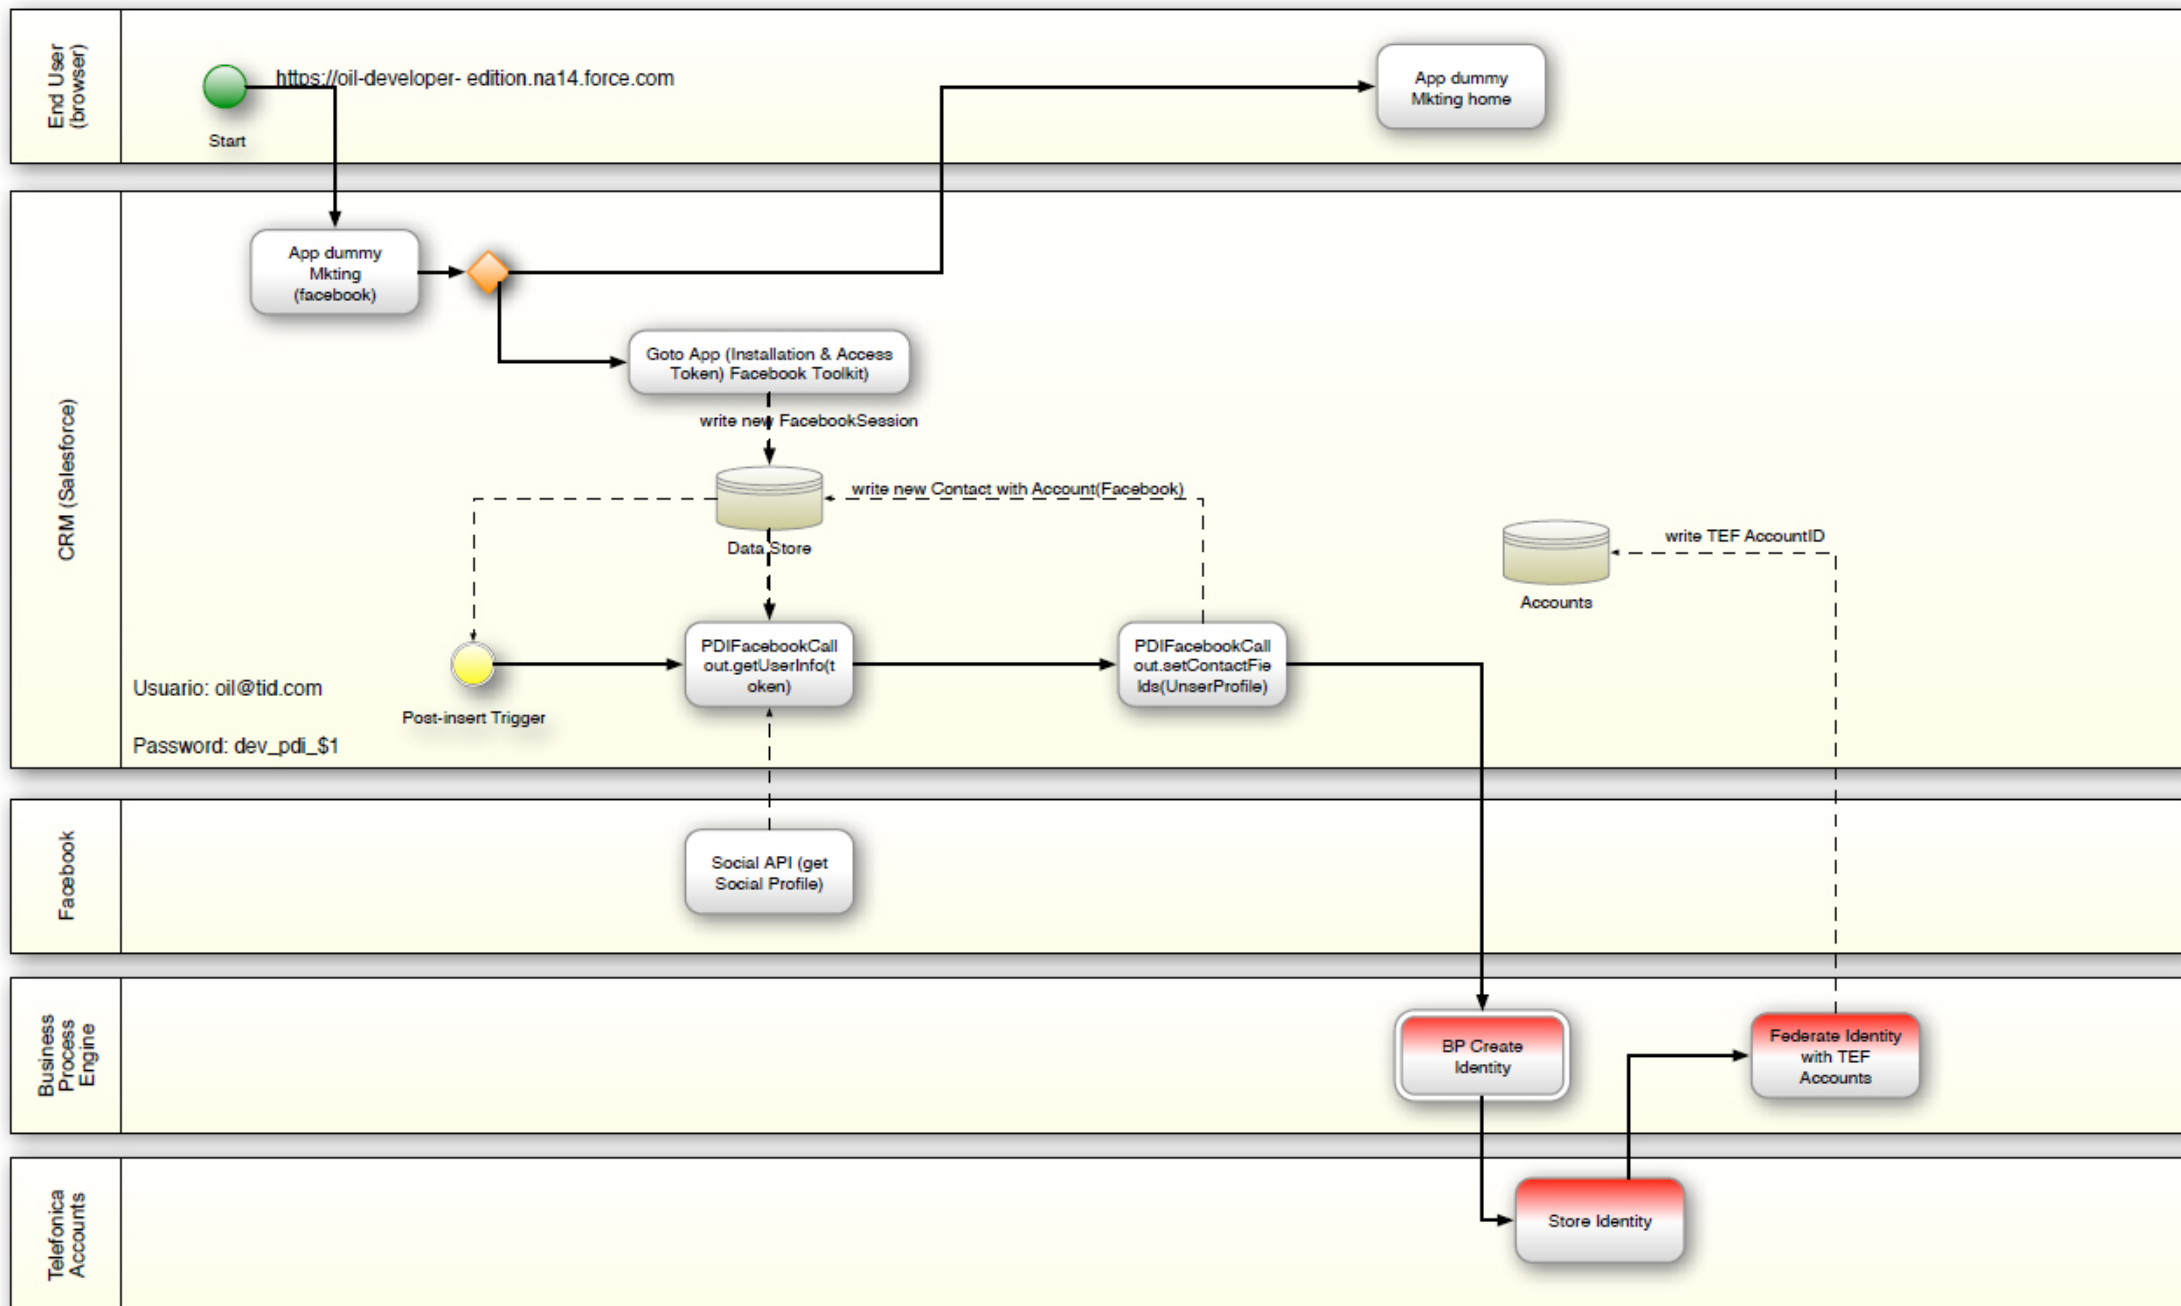 End User
(browser)
https://oil-developer- edition.na14.force.com
Start
App dummy
Mkting home
CRM (Salesforce)
App dummy
Mkting
(facebook)
Goto App (Installation & Access
Token) Facebook Toolkit)
write new FacebookSession
write new Contact with Account(Facebook)
Data Store
write TEF AccountID
Accounts
PDIFacebookCall
out.getUserInfo(t
oken)
PDIFacebookCall
out.setContactFie
lds(UnserProfile)
Usuario: oil@tid.com
Post-insert Trigger
Password: dev_pdi_$1
Facebook
Social API (get
Social Profile)
Business
Process
Engine
BP Create
Identity
Federate Identity
with TEF
Accounts
Telefonica
Accounts
Store Identity